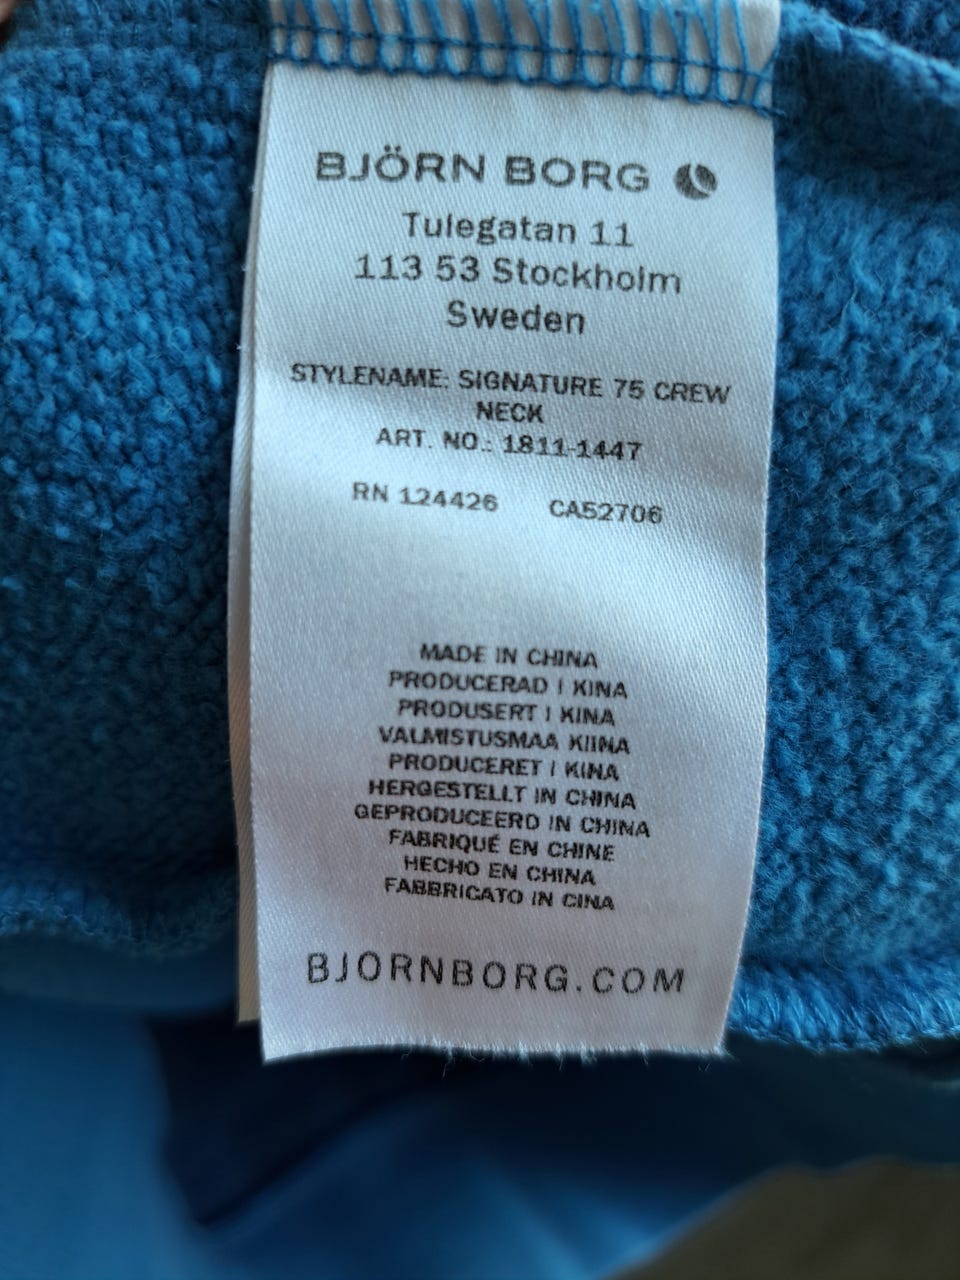 BJÖRN BORG
Tulegatan 11
113 53 Stockholm
Sweden
STYLENAME: SIGNATURE 75 CREW
NECK
ART. NO.: 1811-1447
RN 124426 CA52706
MADE IN CHINA
PRODUCERAD I KINA
PRODUSERT I KINA
VALMISTUSMAA KIINA
PRODUCERET I KINA
HERGESTELLT IN CHINA
GEPRODUCEERD IN CHINA
FABRIQUÉ EN CHINE
HECHO EN CHINA
FABBRICATO IN CINA
BJORNBORG.COM